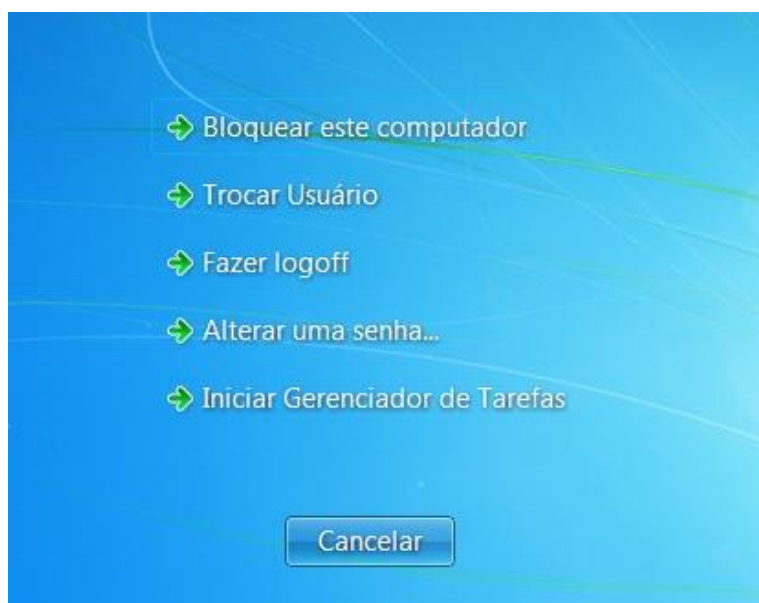 Bloquear este computador
Trocar Usuário
Fazer logoff
Alterar uma senha...
Iniciar Gerenciador de Tarefas
Cancelar